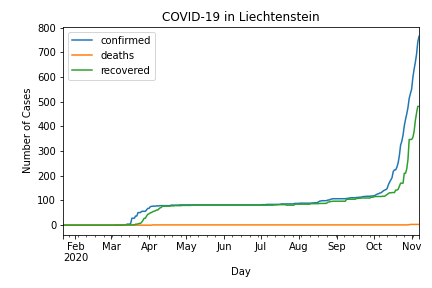 COVID-19 in Liechtenstein
confirmed
deaths
recovered
Number of Cases
800
700
600
500
400
300
200
100
0
Feb Mar Apr May Jun Jul Aug Sep Oct Nov
2020
Day